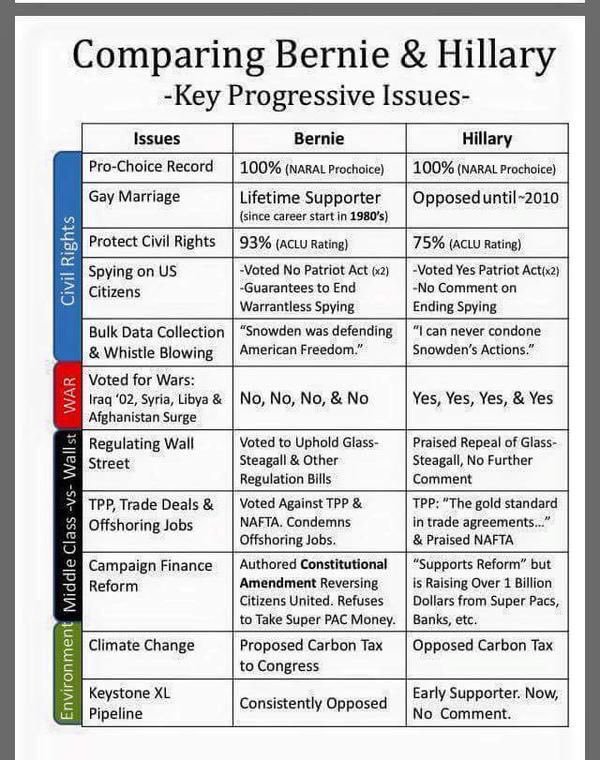 Comparing Bernie & Hillary
-Key Progressive Issues-
Issues Bernie Hillary
Civil Rights
Pro-Choice Record 100% (NARAL Prochoice) 100% (NARAL Prochoice)
Gay Marriage Lifetime Supporter Opposed until ~2010
(since career start in 1980's)
Protect Civil Rights 93% (ACLU Rating) 75% (ACLU Rating)
Spying on US -Voted No Patriot Act (x2) -Voted Yes Patriot Act(x2)
Citizens -Guarantees to End -No Comment on
Warrantless Spying Ending Spying
Bulk Data Collection "Snowden was defending "I can never condone
& Whistle Blowing American Freedom." Snowden's Actions."
WAR
Voted for Wars:
Iraq '02, Syria, Libya & No, No, No, & No Yes, Yes, Yes, & Yes
Afghanistan Surge
Middle Class -vs- Wall st
Regulating Wall Voted to Uphold Glass- Praised Repeal of Glass-
Street Steagall & Other Steagall, No Further
Regulation Bills Comment
TPP, Trade Deals & Voted Against TPP & TPP: "The gold standard
Offshoring Jobs NAFTA. Condemns in trade agreements..."
Offshoring Jobs. & Praised NAFTA
Campaign Finance Authored Constitutional "Supports Reform" but
Reform Amendment Reversing is Raising Over 1 Billion
Citizens United. Refuses Dollars from Super Pacs,
to Take Super PAC Money. Banks, etc.
Environment
Climate Change Proposed Carbon Tax Opposed Carbon Tax
to Congress
Keystone XL Consistently Opposed Early Supporter. Now,
Pipeline No Comment.